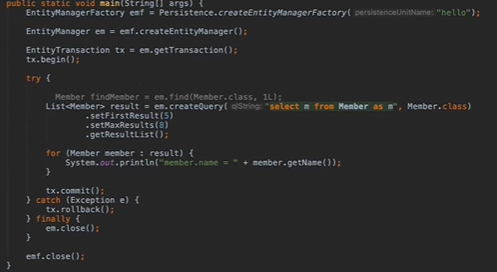 public static void main(String[] args) {
EntityManagerFactory emf = Persistence.createEntityManagerFactory( persistenceUnitName: "hello");
EntityManager em = emf.createEntityManager();
EntityTransaction tx = em.getTransaction();
tx.begin();
try {
Member findMember = em.find(Member.class, 1L);
List<Member> result = em.createQuery( qlString: "select m from Member as m", Member.class)
.setFirstResult(5)
.setMaxResults(8)
.getResultList();
for (Member member : result) {
System.out.println("member.name = " + member.getName());
}
tx.commit();
} catch (Exception e) {
tx.rollback();
} finally {
em.close();
}
emf.close();
}